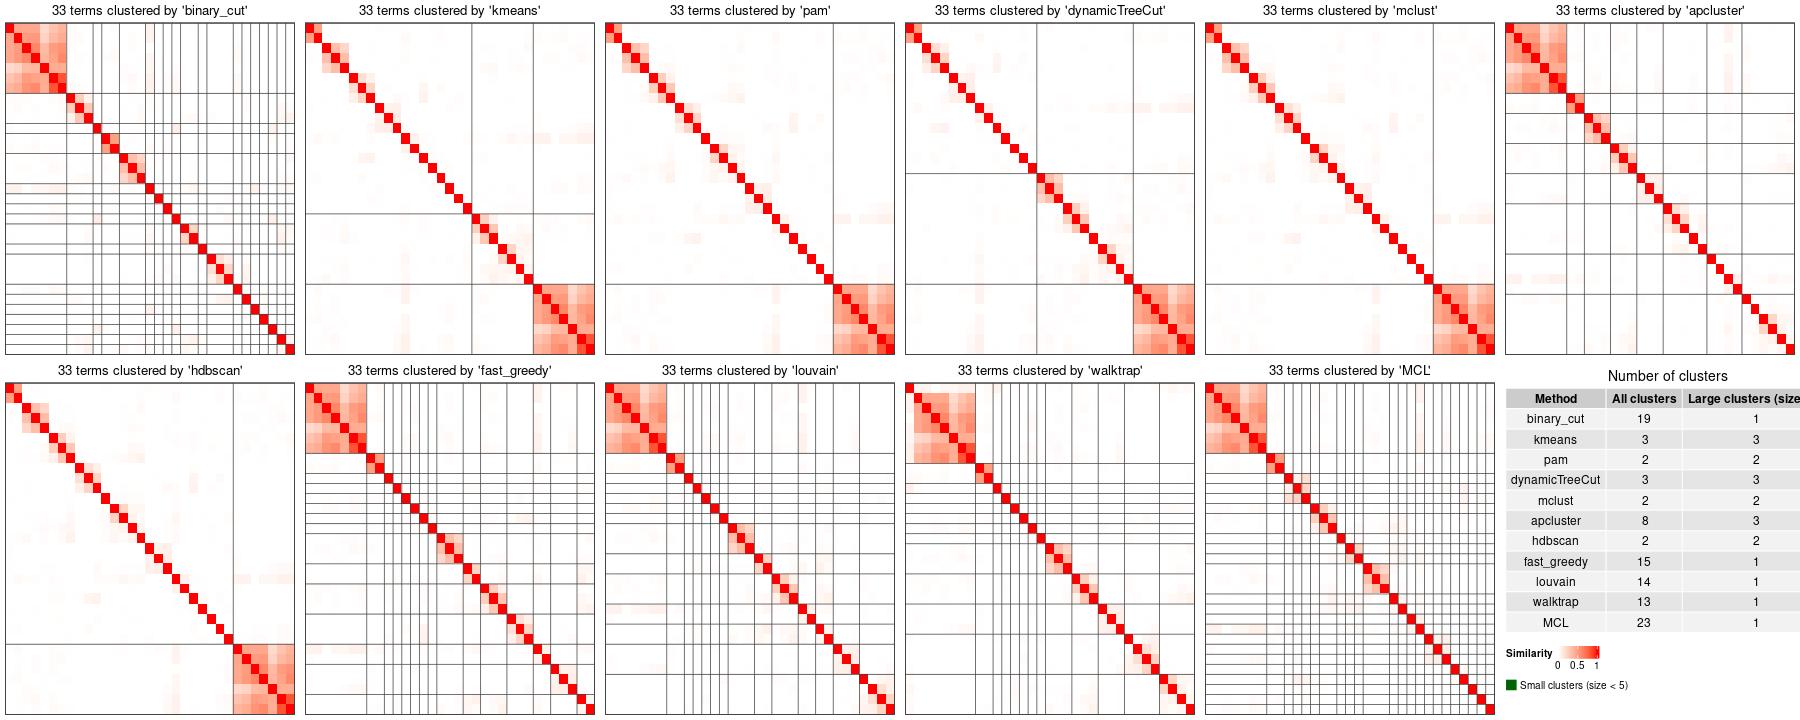 33 terms clustered by 'binary_cut'
33 terms clustered by 'kmeans'
33 terms clustered by 'pam'
33 terms clustered by 'dynamicTreeCut'
33 terms clustered by 'mclust'
33 terms clustered by 'apcluster'
33 terms clustered by 'hdbscan'
33 terms clustered by 'fast_greedy'
33 terms clustered by 'louvain'
33 terms clustered by 'walktrap'
33 terms clustered by 'MCL'
Number of clusters
Method All clusters Large clusters (size
binary_cut 19 1
kmeans 3 3
pam 2 2
dynamicTreeCut 3 3
mclust 2 2
apcluster 8 3
hdbscan 2 2
fast_greedy 15 1
louvain 14 1
walktrap 13 1
MCL 23 1
Similarity
0 0.5 1
Small clusters (size < 5)